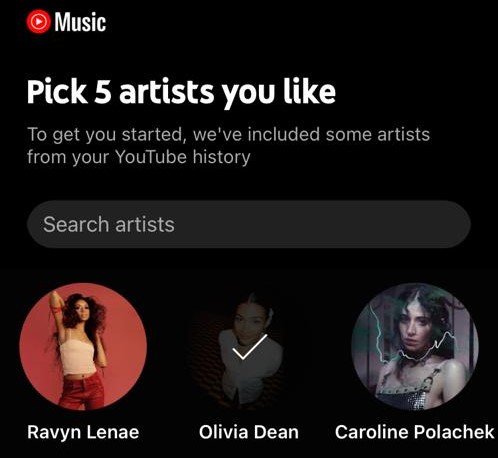 Music
Pick 5 artists you like
To get you started, we've included some artists
from your YouTube history
Search artists
Ravyn Lenae
Olivia Dean
Caroline Polachek